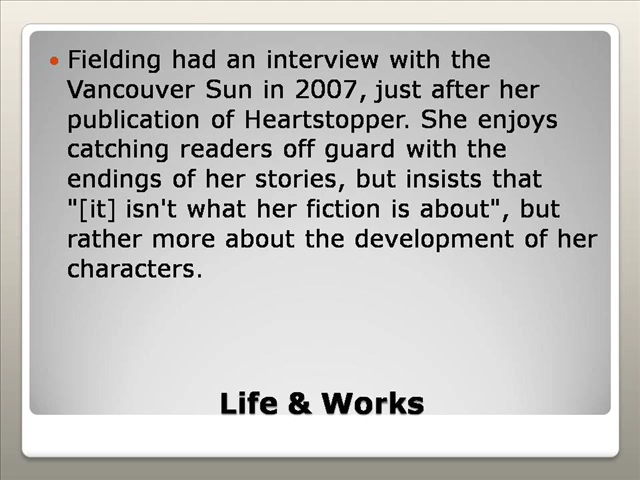 Fielding had an interview with the
Vancouver Sun in 2007, just after her
publication of Heartstopper. She enjoys
catching readers off guard with the
endings of her stories, but insists that
"[it] isn't what her fiction is about", but
rather more about the development of her
characters.
Life & Works